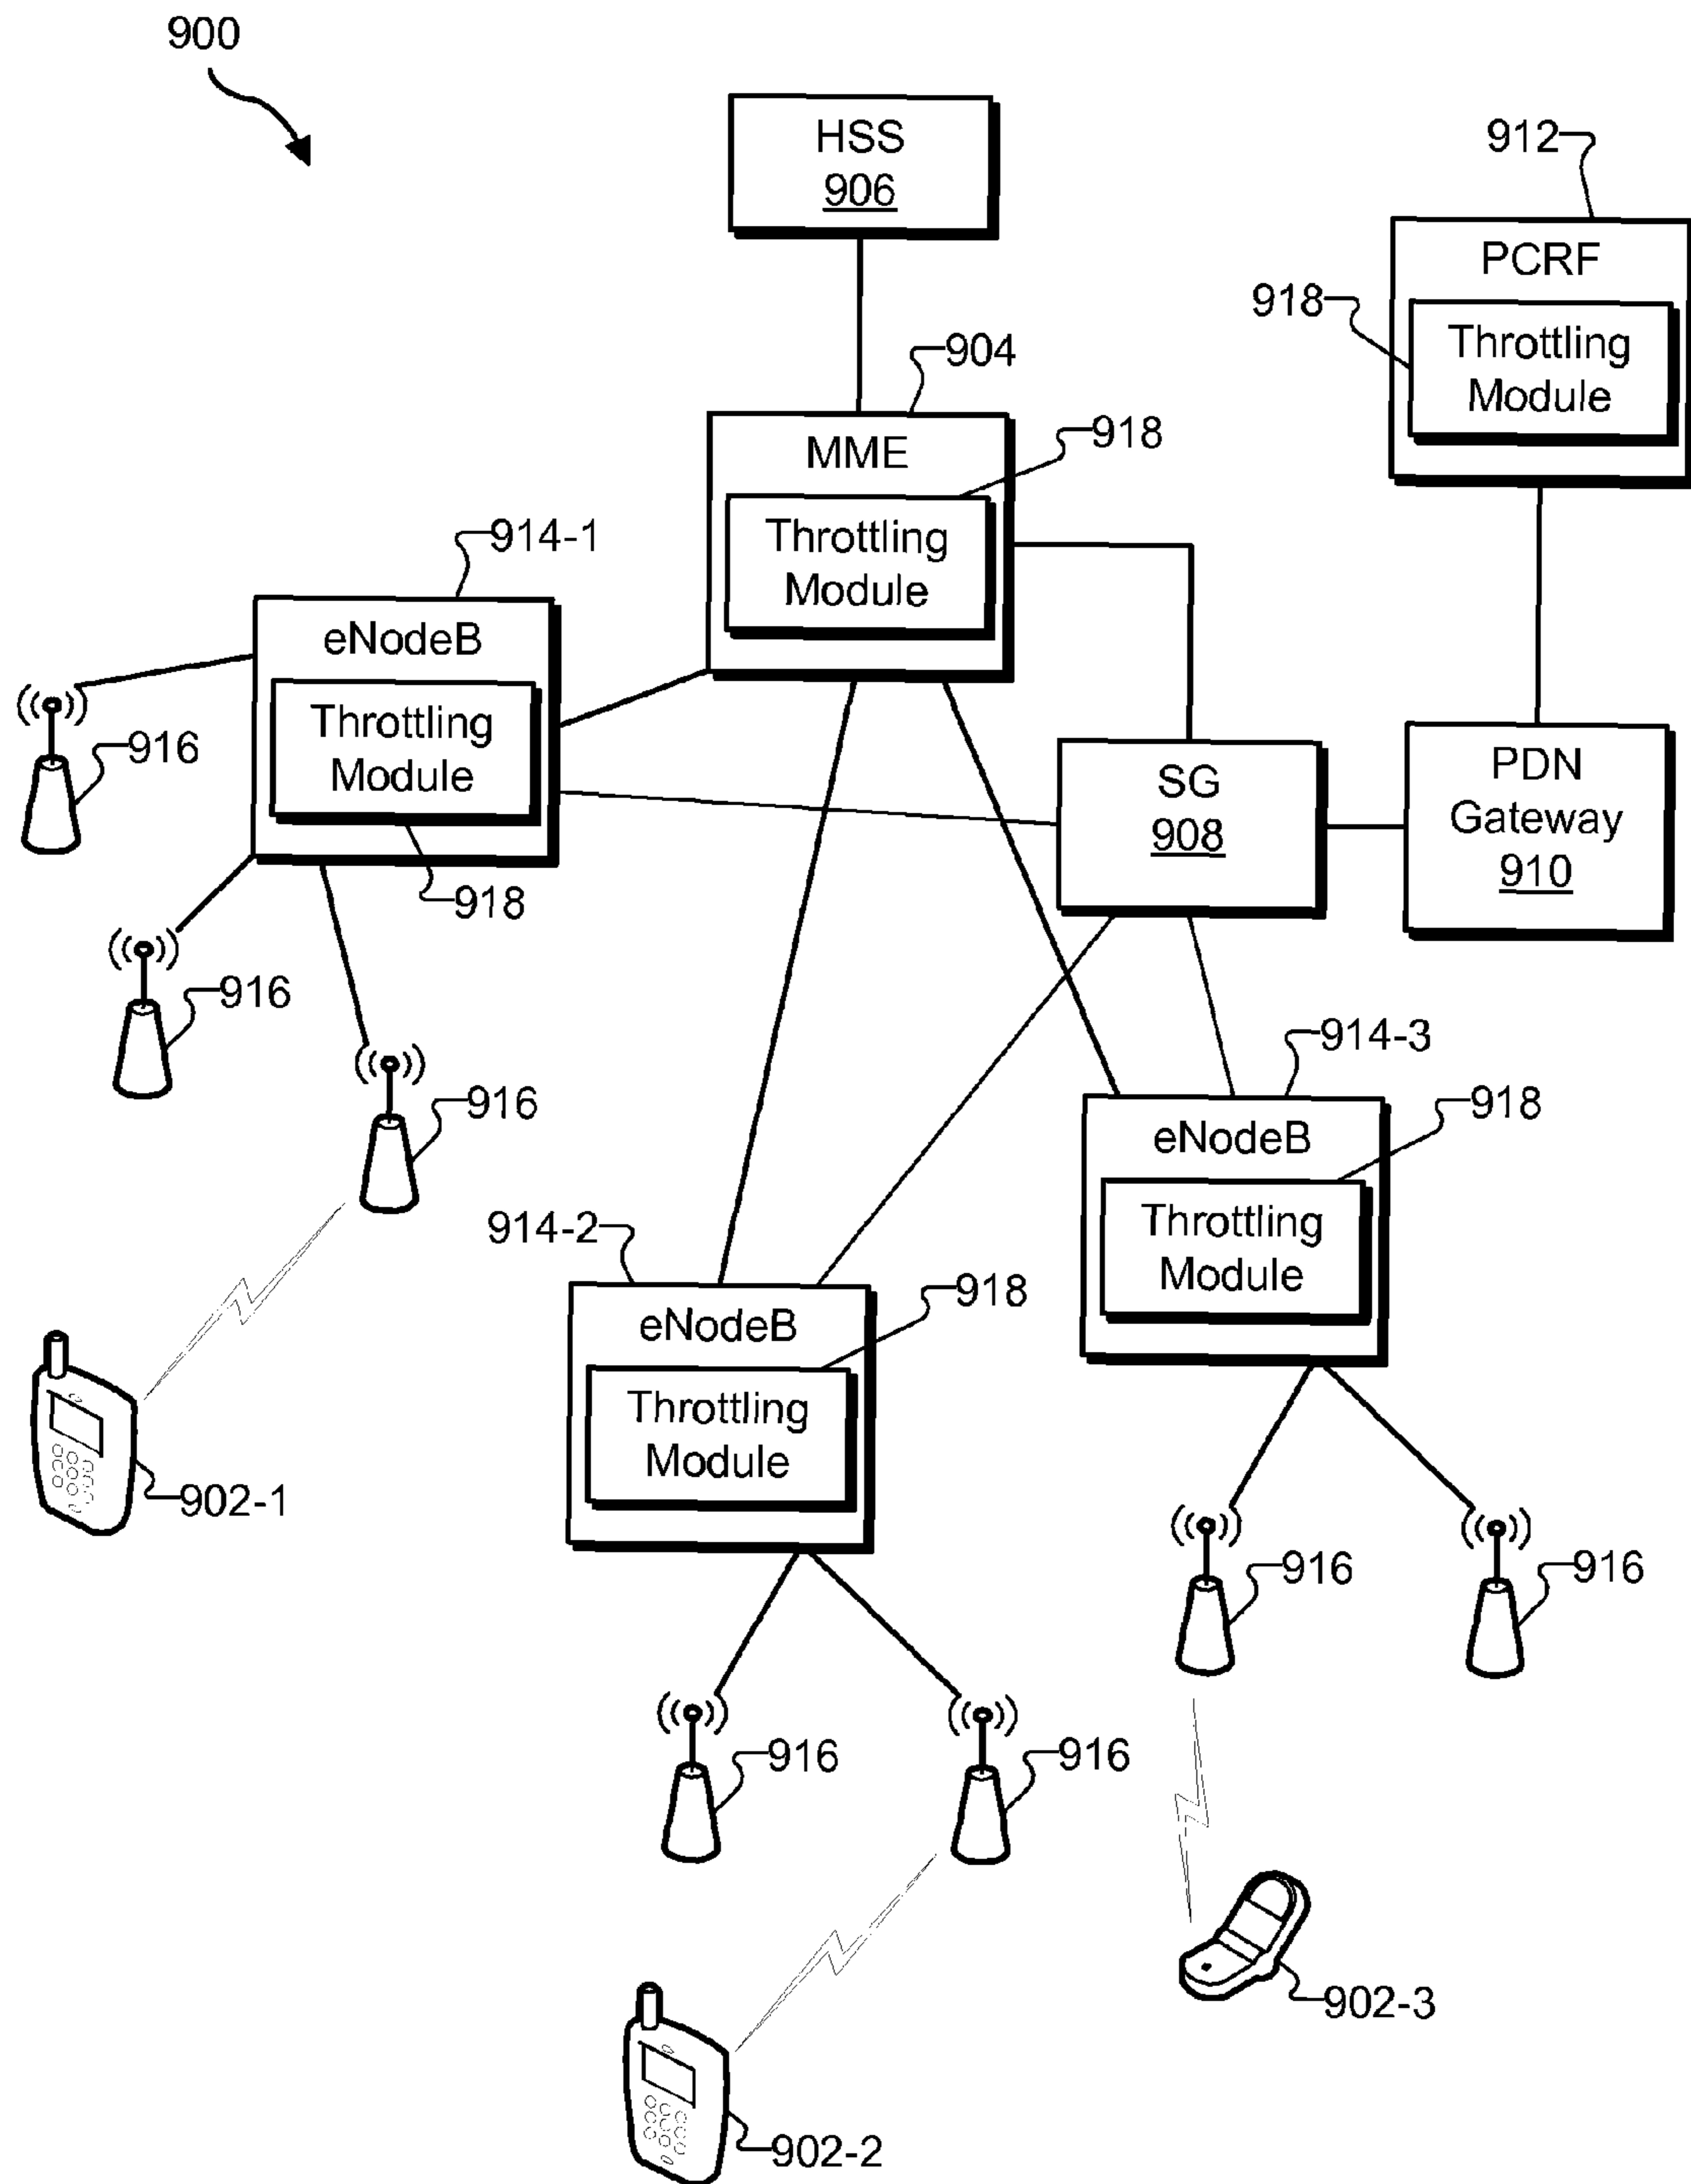 900
HSS
906
912
PCRF
918
Throttling
Module
904
MME
918
Throttling
Module
914-1
eNodeB
Throttling
Module
918
916
916
916
SG
908
PDN
Gateway
910
914-3
eNodeB
918
Throttling
Module
914-2
eNodeB
918
Throttling
Module
902-1
916
916
916
916
902-3
902-2